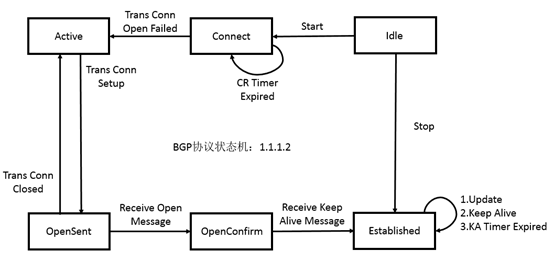 Trans Conn
Open Failed
Start
Active
Connect
Idle
Trans Conn
Setup
CR Timer
Expired
Stop
BGP协议状态机：1.1.1.2
Trans Conn
Closed
Receive Open
Message
Receive Keep
Alive Message
1.Update
2.Keep Alive
3.KA Timer Expired
OpenSent
OpenConfirm
Established